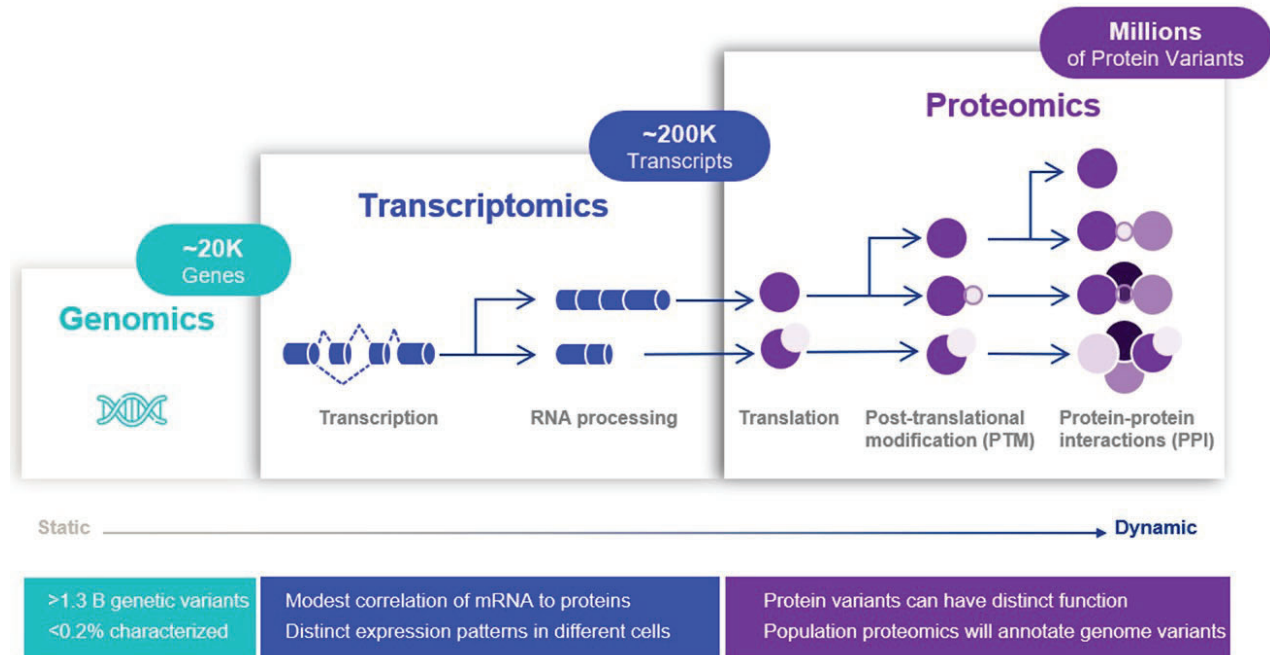 Millions
of Protein Variants
Proteomics
~200K
Transcripts
Transcriptomics
~20K
Genes
Genomics
Transcription
RNA processing
Translation
Post-translational
modification (PTM)
Protein-protein
interactions (PPI)
Static
Dynamic
>1.3 B genetic variants
<0.2% characterized
Modest correlation of mRNA to proteins
Distinct expression patterns in different cells
Protein variants can have distinct function
Population proteomics will annotate genome variants